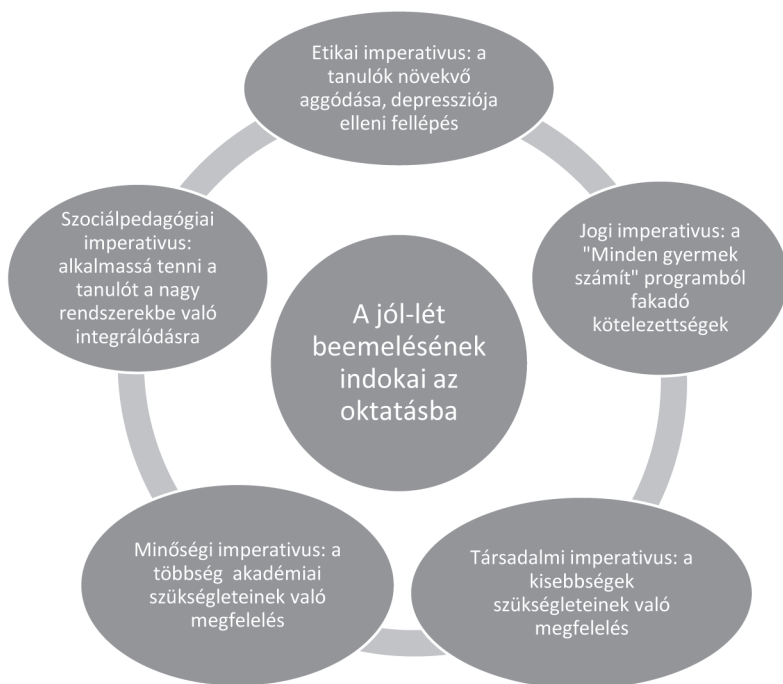 Etikai imperativus: a
tanulók növekvő
aggódása, depressziója
elleni fellépés
Jogi imperativus: a
"Minden gyermek
számít" programból
fakadó
kötelezettségek
Társadalmi imperativus: a
kisebbségek
szükségleteinek való
megfelelés
Minőségi imperativus: a
többség akadémiai
szükségleteinek való
megfelelés
Szociálpedagógiai
imperativus:
alkalmassá tenni a
tanulót a nagy
rendszerekbe való
integrálódásra
A jól-lét
beemelésének
indokai az
oktatásba